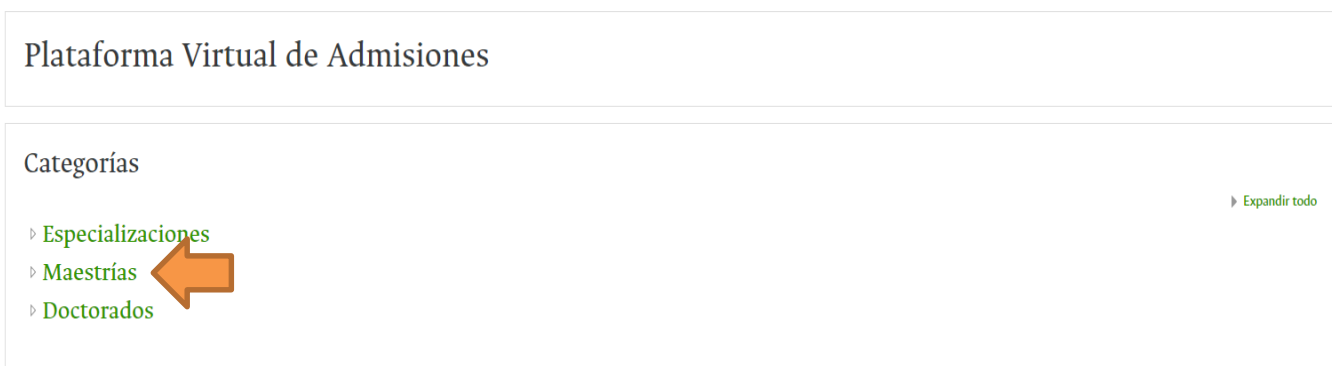 Plataforma Virtual de Admisiones
Categorías
Expandir todo
Especializaciones
Maestrías
Doctorados